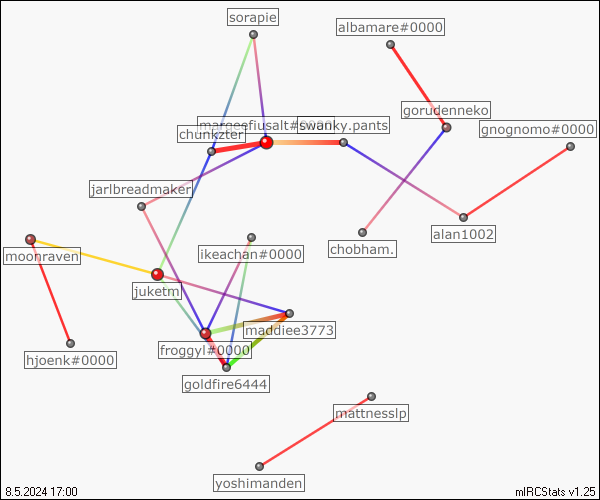 sorapie
albamare#0000
gorudenneko
swanky.pants
chunkzter
gnognomo#0000
jarlbreadmaker
alan1002
chobham.
ikeachan#0000
moonraven
juketm
maddiee3773
froggyl#0000
hjoenk#0000
goldfire6444
mattnesslp
yoshimanden
8.5.2024 17:00
mIRCStats v1.25